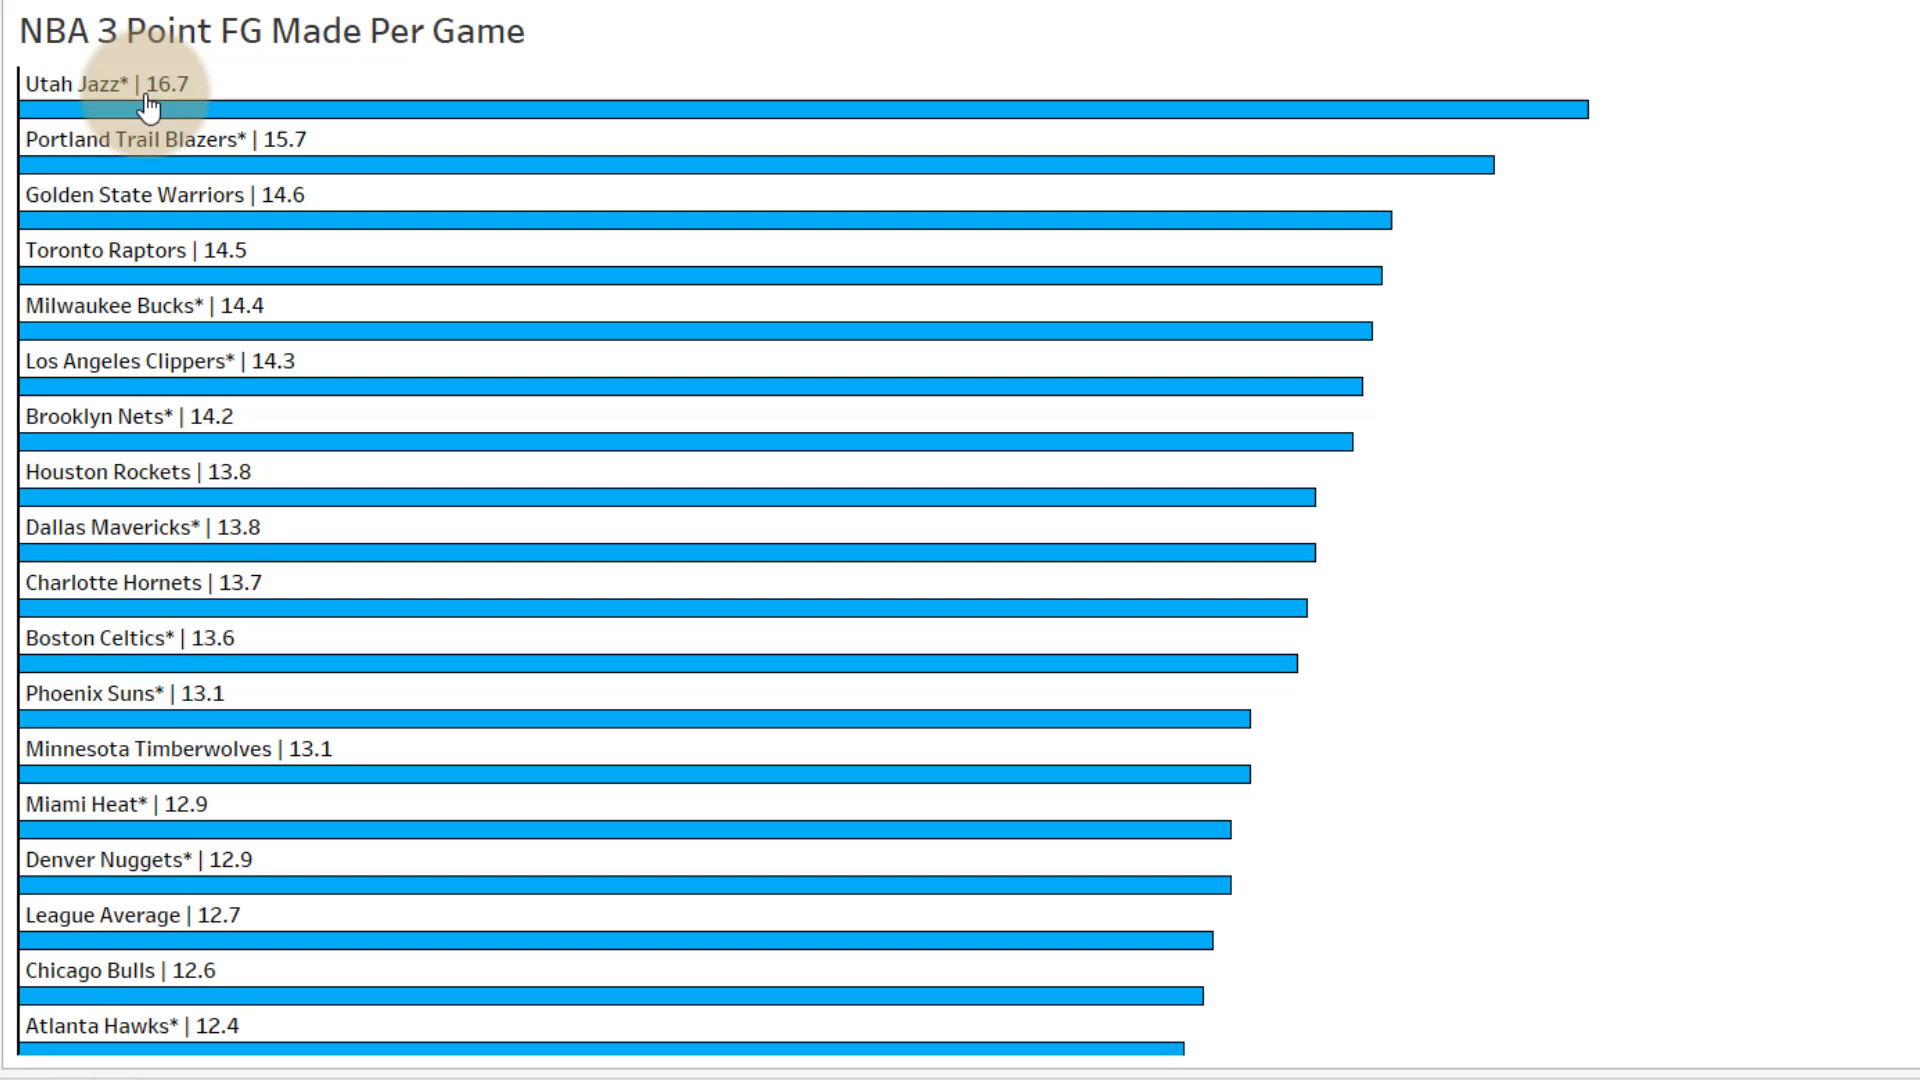 NBA 3 Point FG Made Per Game
Utah Jazz* | 16.7
Portland Trail Blazers* | 15.7
Golden State Warriors | 14.6
Toronto Raptors | 14.5
Milwaukee Bucks* | 14.4
Los Angeles Clippers* | 14.3
Brooklyn Nets* | 14.2
Houston Rockets | 13.8
Dallas Mavericks* | 13.8
Charlotte Hornets | 13.7
Boston Celtics* | 13.6
Phoenix Suns* | 13.1
Minnesota Timberwolves | 13.1
Miami Heat* | 12.9
Denver Nuggets* | 12.9
League Average | 12.7
Chicago Bulls | 12.6
Atlanta Hawks* | 12.4